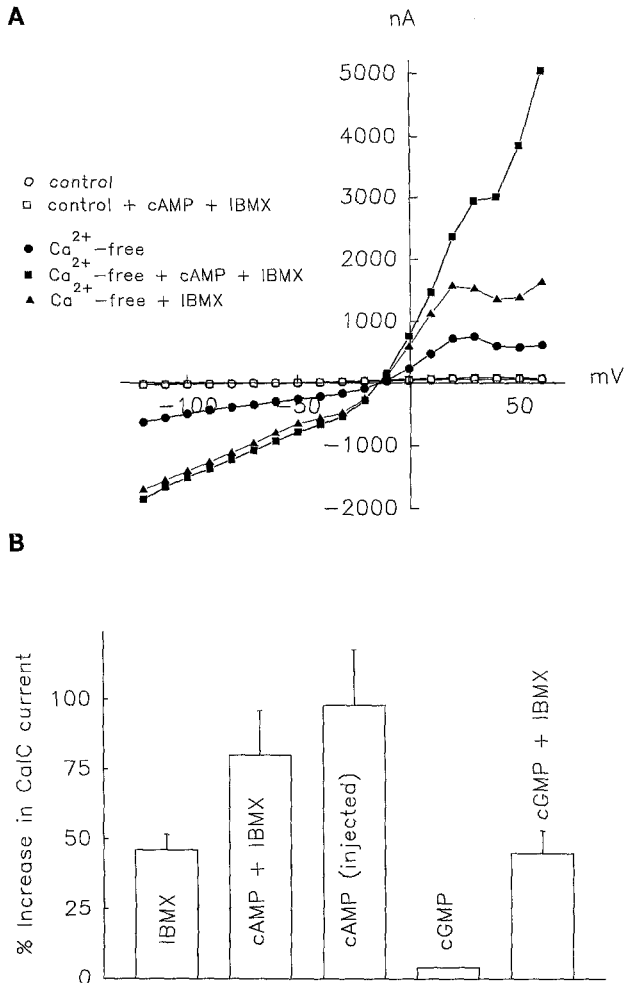 A
nA
5000
4000
3000
2000
1000
control
control + cAMP + IBMX
Ca2+-free
Ca2+-free + cAMP + IBMX
Ca2+-free + IBMX
-100
-50
50
mV
-1000
-2000
B
% Increase in CaIC current
100
75
50
25
0
IBMX
cAMP + IBMX
cAMP (injected)
cGMP
cGMP + IBMX